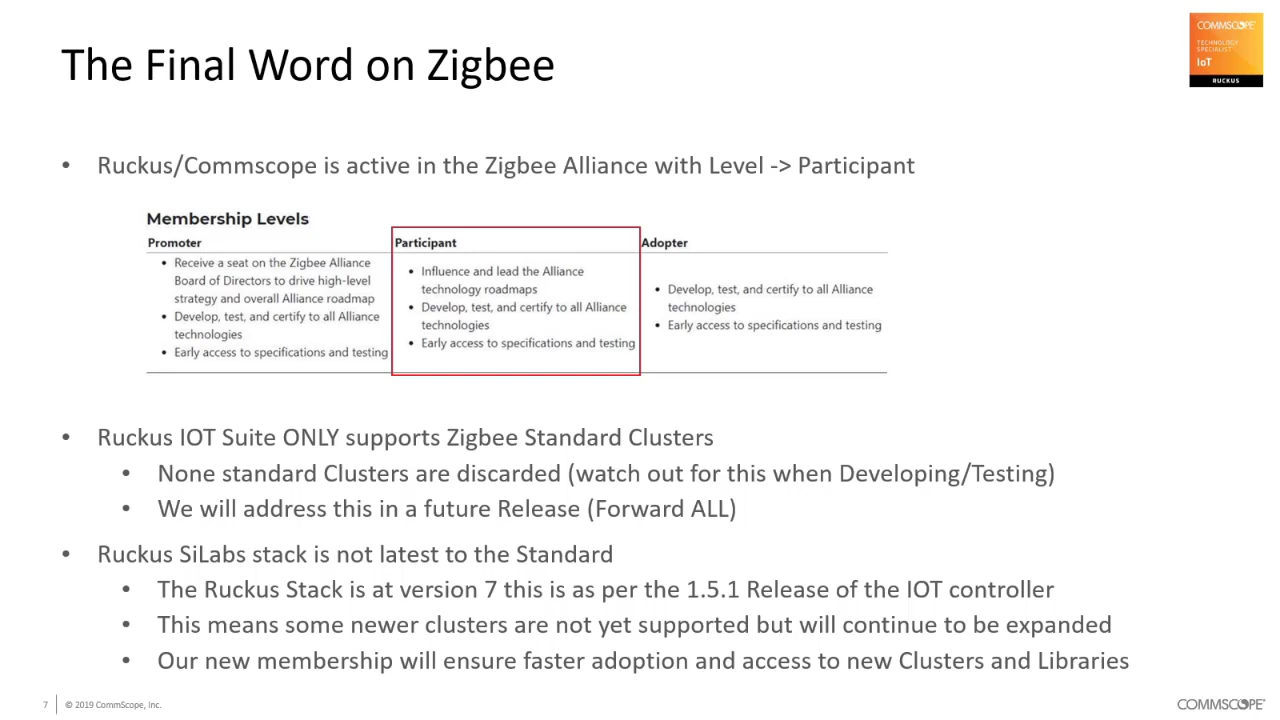 The Final Word on Zigbee
COMMSCOPE
TECHNOLOGY
SPECIALIST
IoT
RUCKUS
• Ruckus/Commscope is active in the Zigbee Alliance with Level -> Participant
Membership Levels
Promoter
• Receive a seat on the Zigbee Alliance
Board of Directors to drive high-level
strategy and overall Alliance roadmap
• Develop, test, and certify to all Alliance
technologies
• Early access to specifications and testing
Participant
• Influence and lead the Alliance
technology roadmaps
• Develop, test, and certify to all Alliance
technologies
• Early access to specifications and testing
Adopter
• Develop, test, and certify to all Alliance
technologies
• Early access to specifications and testing
• Ruckus IOT Suite ONLY supports Zigbee Standard Clusters
• None standard Clusters are discarded (watch out for this when Developing/Testing)
• We will address this in a future Release (Forward ALL)
• Ruckus SiLabs stack is not latest to the Standard
• The Ruckus Stack is at version 7 this is as per the 1.5.1 Release of the IOT controller
• This means some newer clusters are not yet supported but will continue to be expanded
• Our new membership will ensure faster adoption and access to new Clusters and Libraries
7
© 2019 CommScope, Inc.
COMMSCOPE